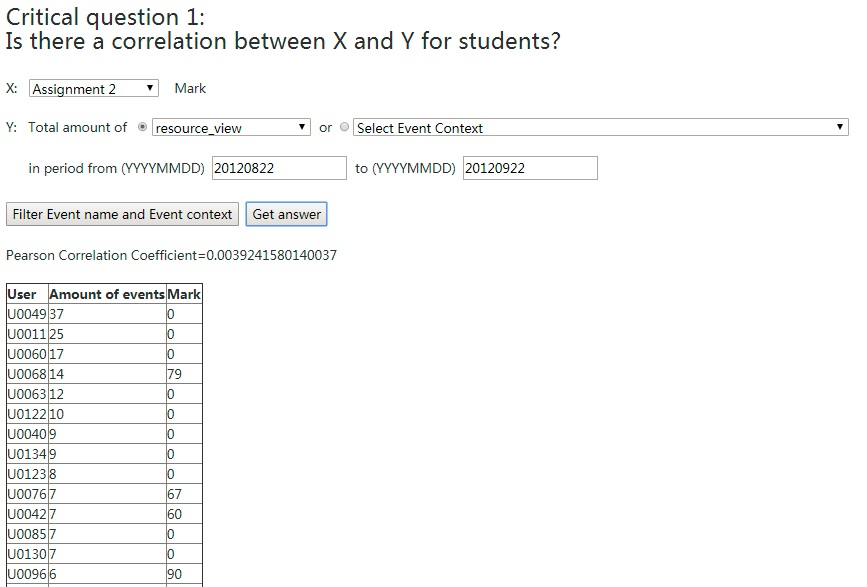 Critical question 1:
Is there a correlation between X and Y for students?
X: Assignment 2 Mark
Y: Total amount of resource_view or Select Event Context
in period from (YYYYMMDD) 20120822 to (YYYYMMDD) 20120922
Filter Event name and Event context Get answer
Pearson Correlation Coefficient=0.0039241580140037
User Amount of events Mark
U0049 37 0
U0011 25 0
U0060 17 0
U0068 14 79
U0063 12 0
U0122 10 0
U0040 9 0
U0134 9 0
U0123 8 0
U0076 7 67
U0042 7 60
U0085 7 0
U0130 7 0
U0096 6 90